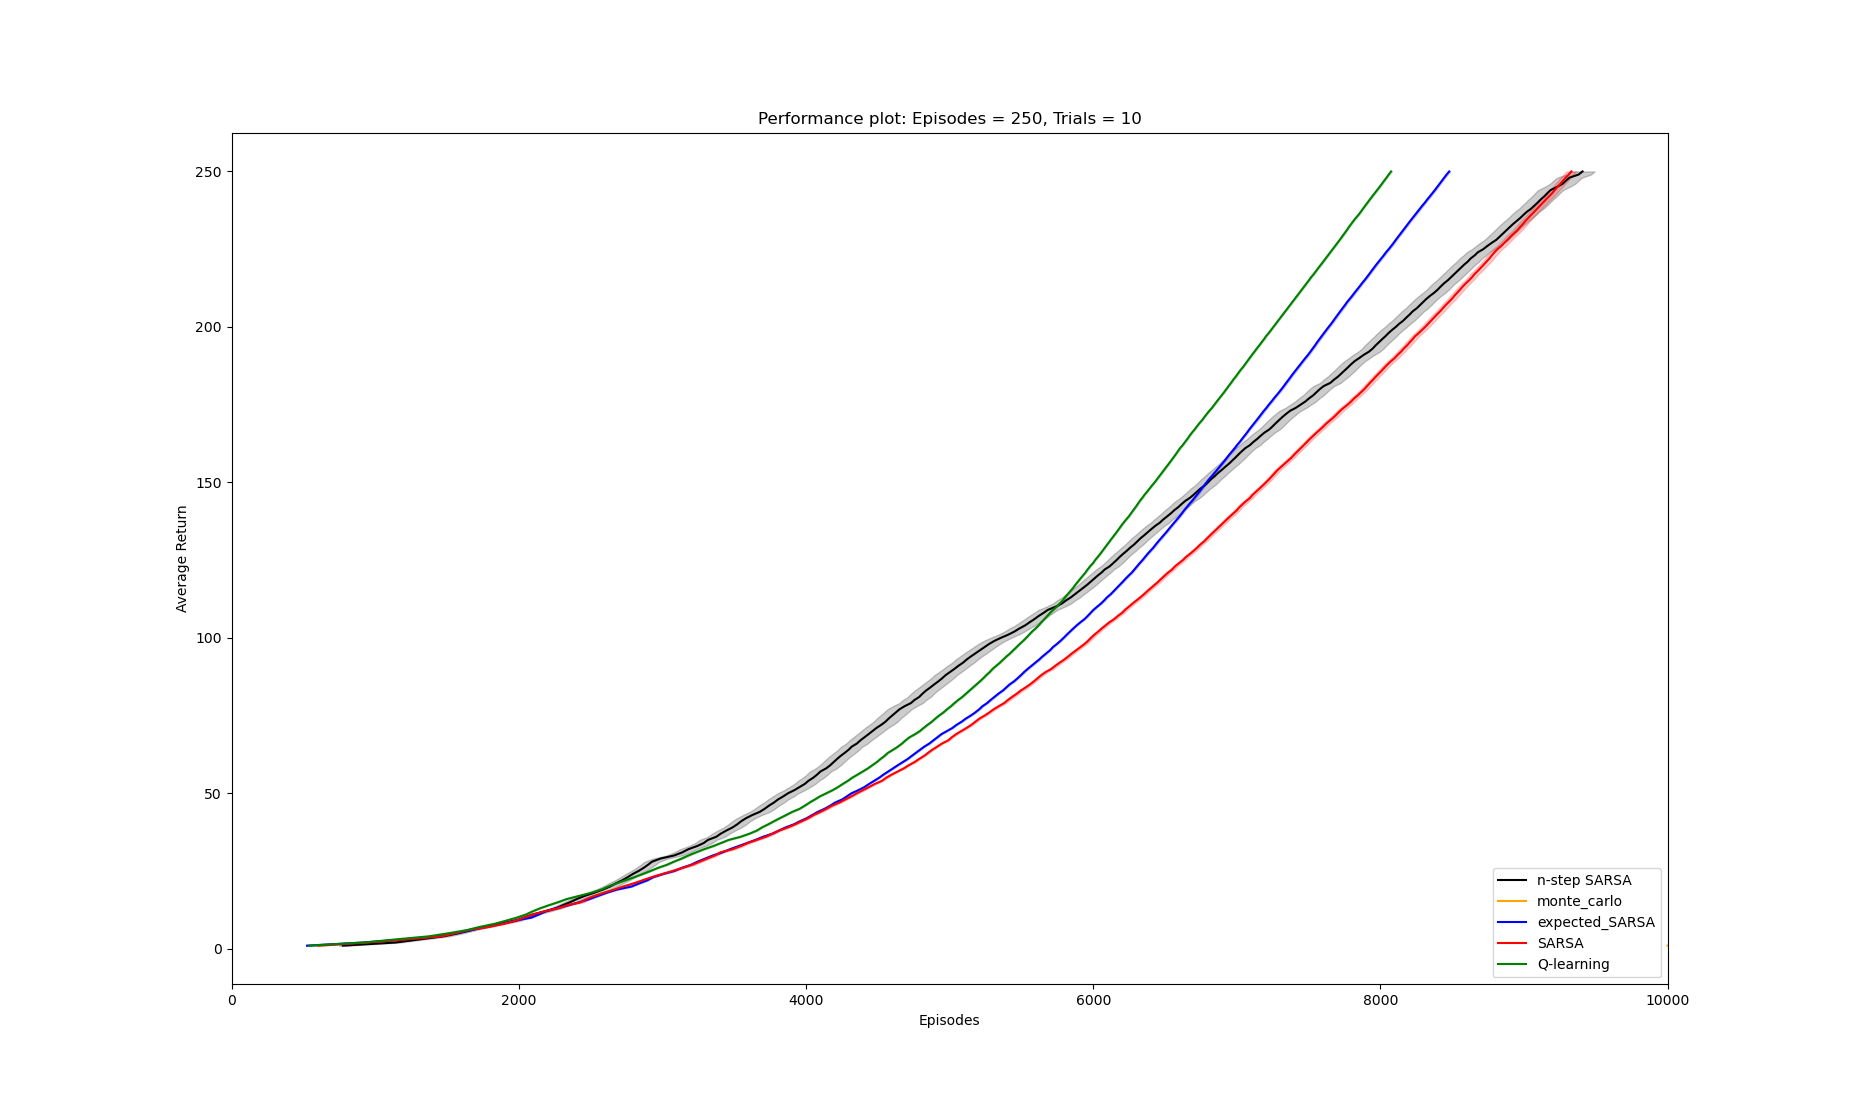 Performance plot: Episodes = 250, Trials = 10
250
200
150
100
50
0
Average Return
0 2000 4000 6000 8000 10000
Episodes
n-step SARSA
monte_carlo
expected_SARSA
SARSA
Q-learning